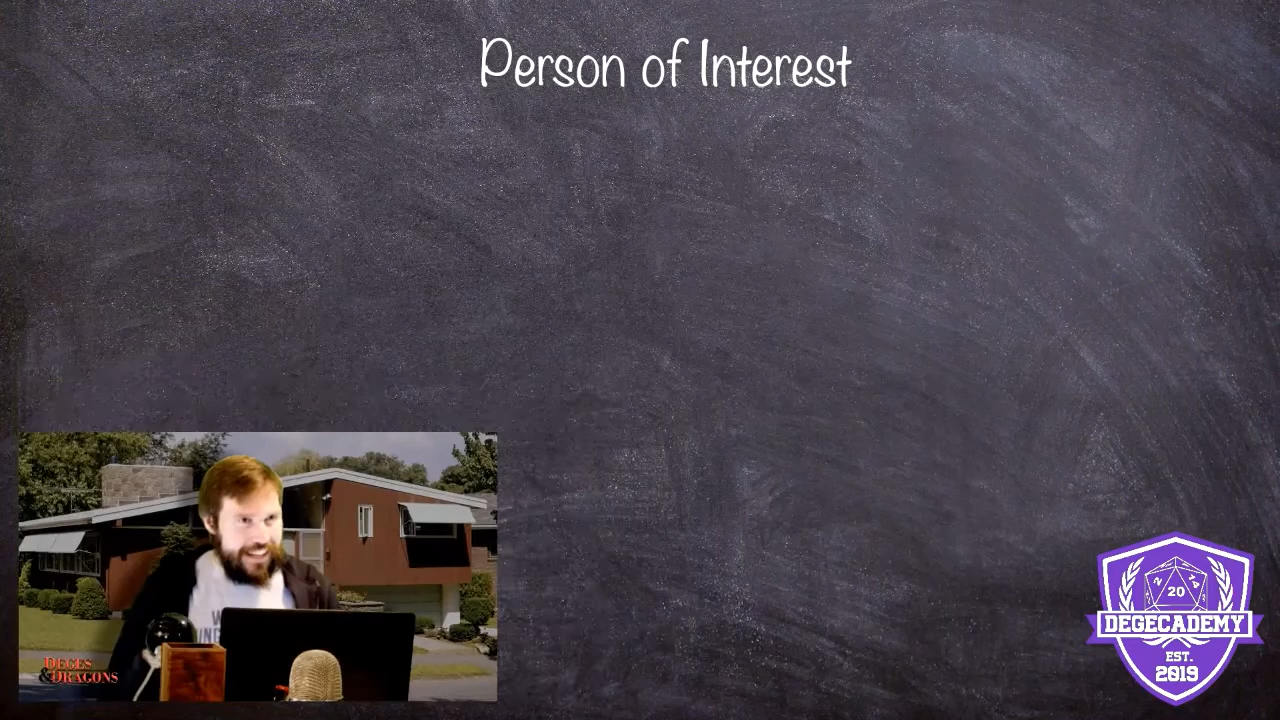 Person of Interest
DEGES
& DRAGONS
20
DEGECADEMY
EST.
2019